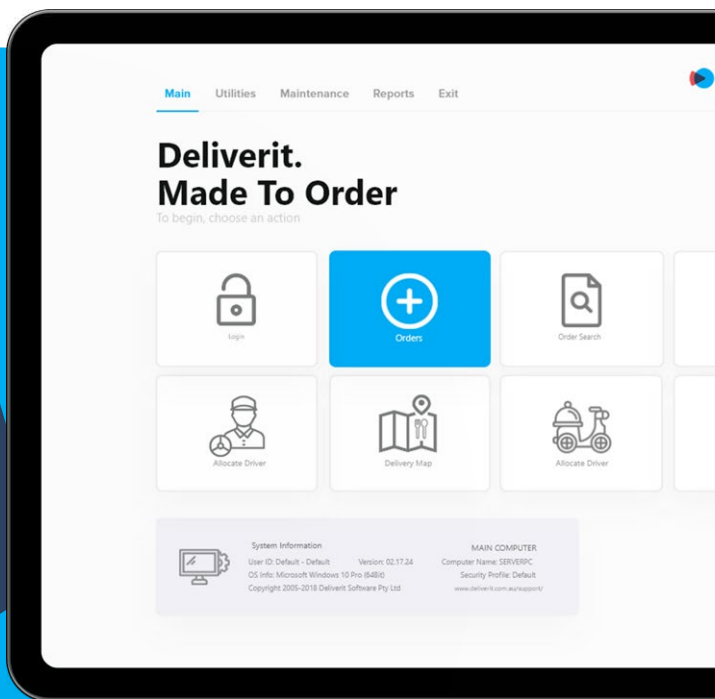 Main Utilities Maintenance Reports Exit
Deliverit.
Made To Order
To begin, choose an action
Login
Orders
Order Search
Allocate Driver
Delivery Map
Allocate Driver
System Information
MAIN COMPUTER
User ID: Default - Default Version: 02.17.24
Computer Name: SERVERPC
OS Info: Microsoft Windows 10 Pro (64Bit)
Security Profile: Default
Copyright 2005-2018 Deliverit Software Pty Ltd
www.deliverit.com.au/support/